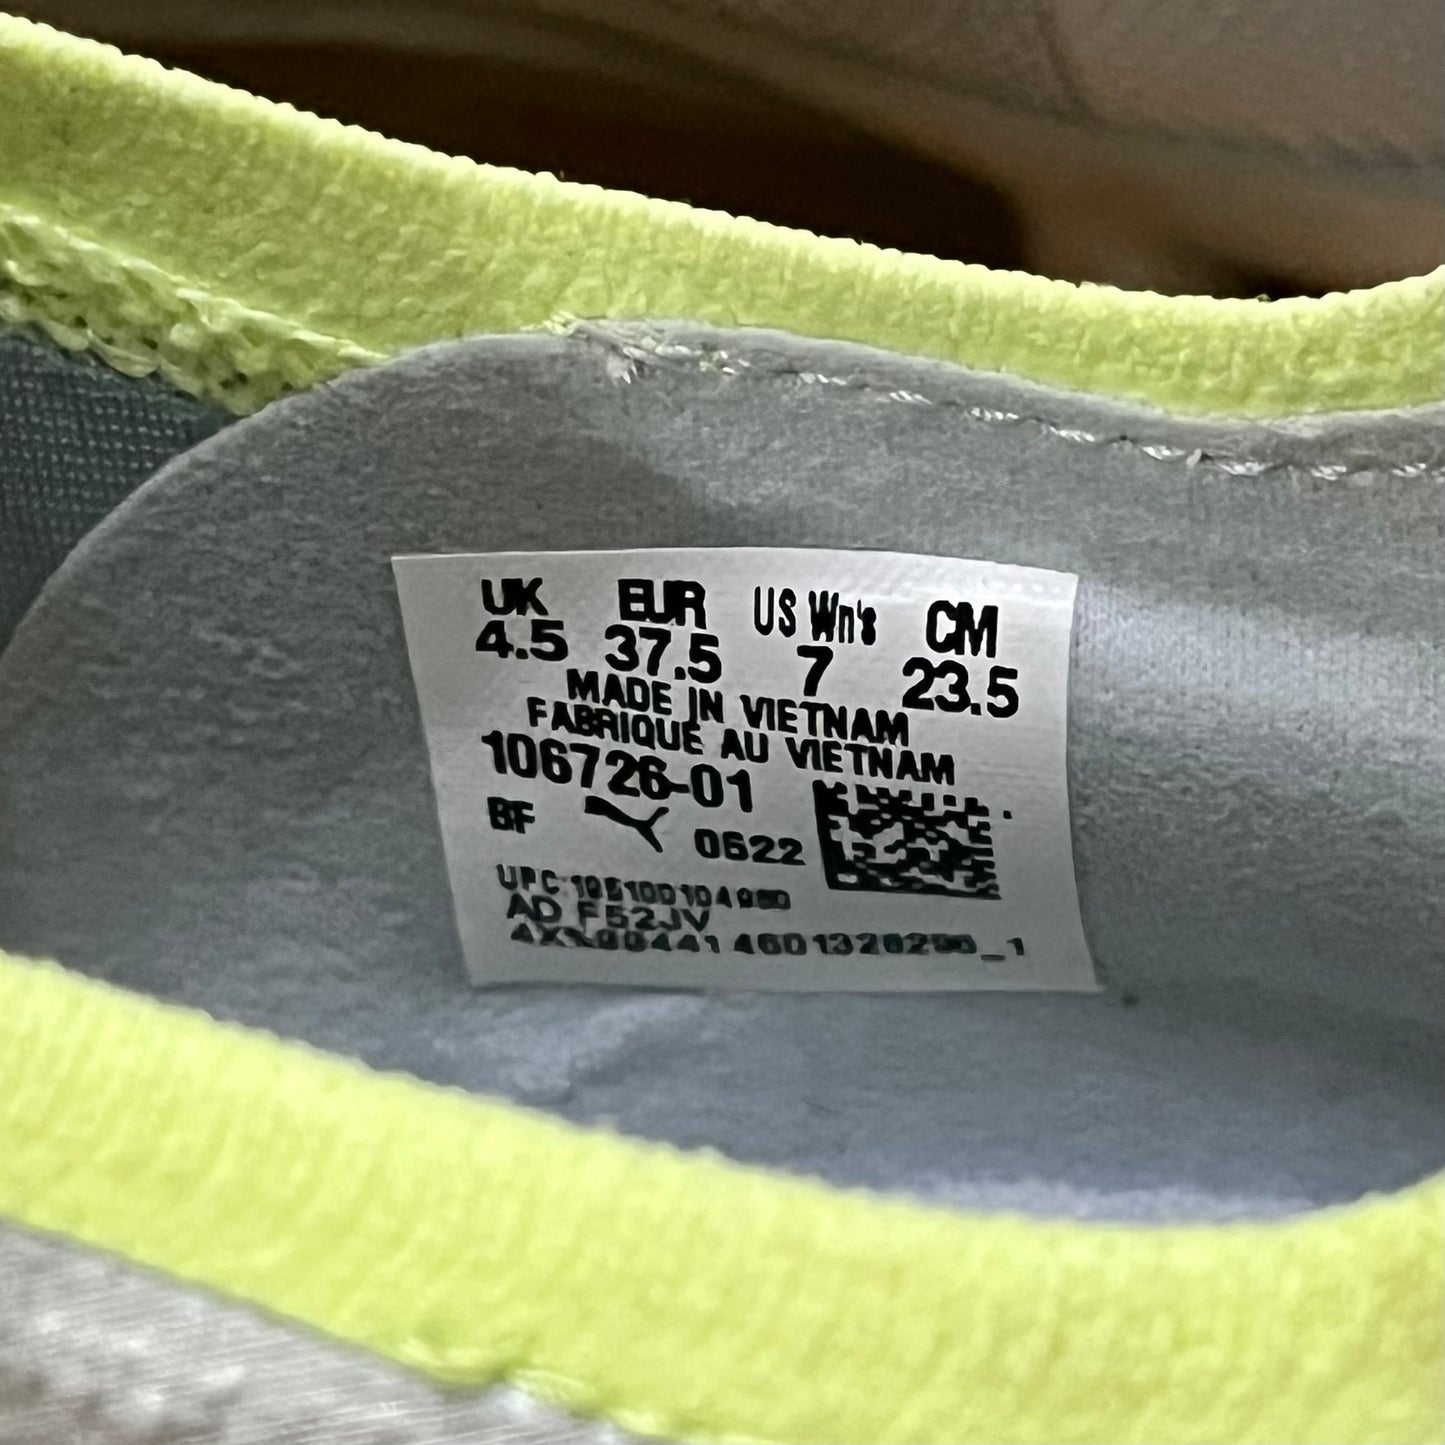 UK EUR US Wn's CM
4.5 37.5 7 23.5
MADE IN VIETNAM
FABRIQUE AU VIETNAM
106726-01
BF 0622
UPC
AD F52JV